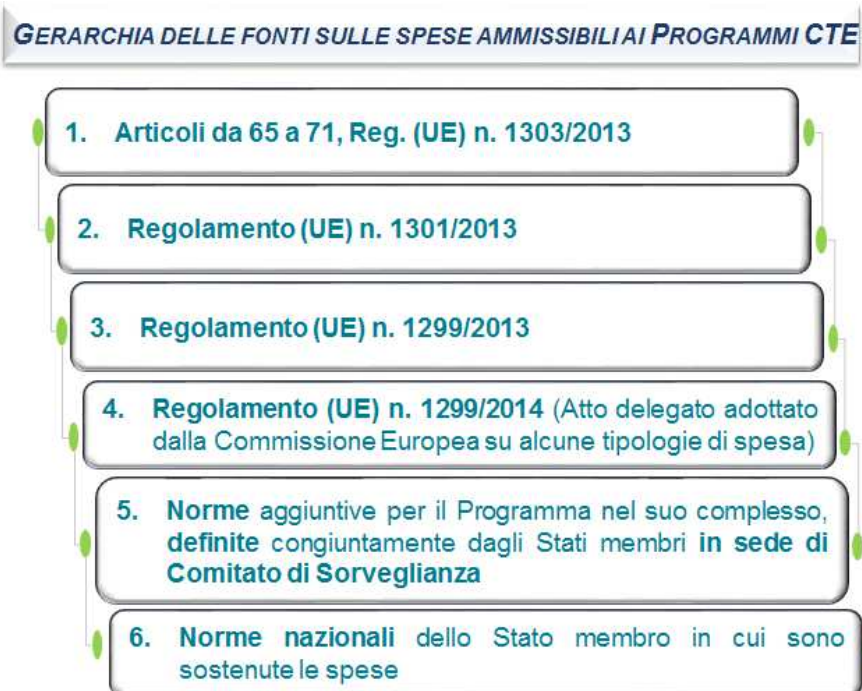 GERARCHIA DELLE FONTI SULLE SPESE AMMISSIBILI AI PROGRAMMI CTE
1. Articoli da 65 a 71, Reg. (UE) n. 1303/2013
2. Regolamento (UE) n. 1301/2013
3. Regolamento (UE) n. 1299/2013
4. Regolamento (UE) n. 1299/2014 (Atto delegato adottato
dalla Commissione Europea su alcune tipologie di spesa)
5. Norme aggiuntive per il Programma nel suo complesso,
definite congiuntamente dagli Stati membri in sede di
Comitato di Sorveglianza
6. Norme nazionali dello Stato membro in cui sono
sostenute le spese